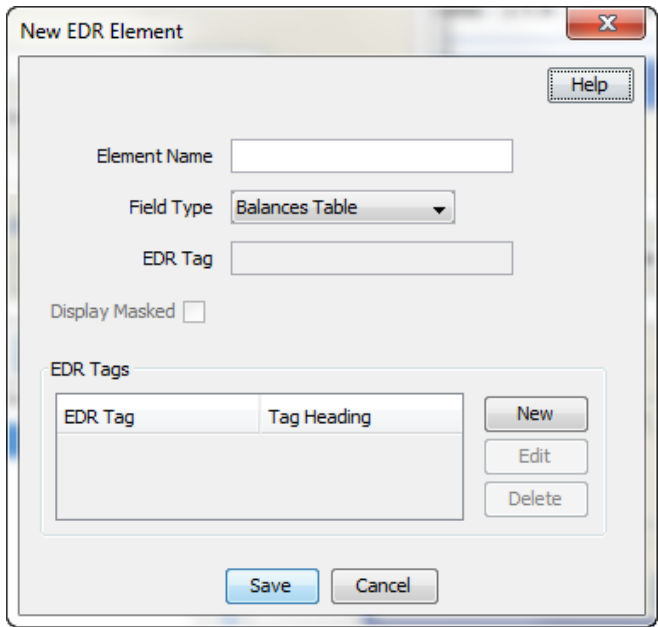 New EDR Element
Help
Element Name
Field Type Balances Table
EDR Tag
Display Masked
EDR Tags
EDR Tag Tag Heading
New
Edit
Delete
Save Cancel